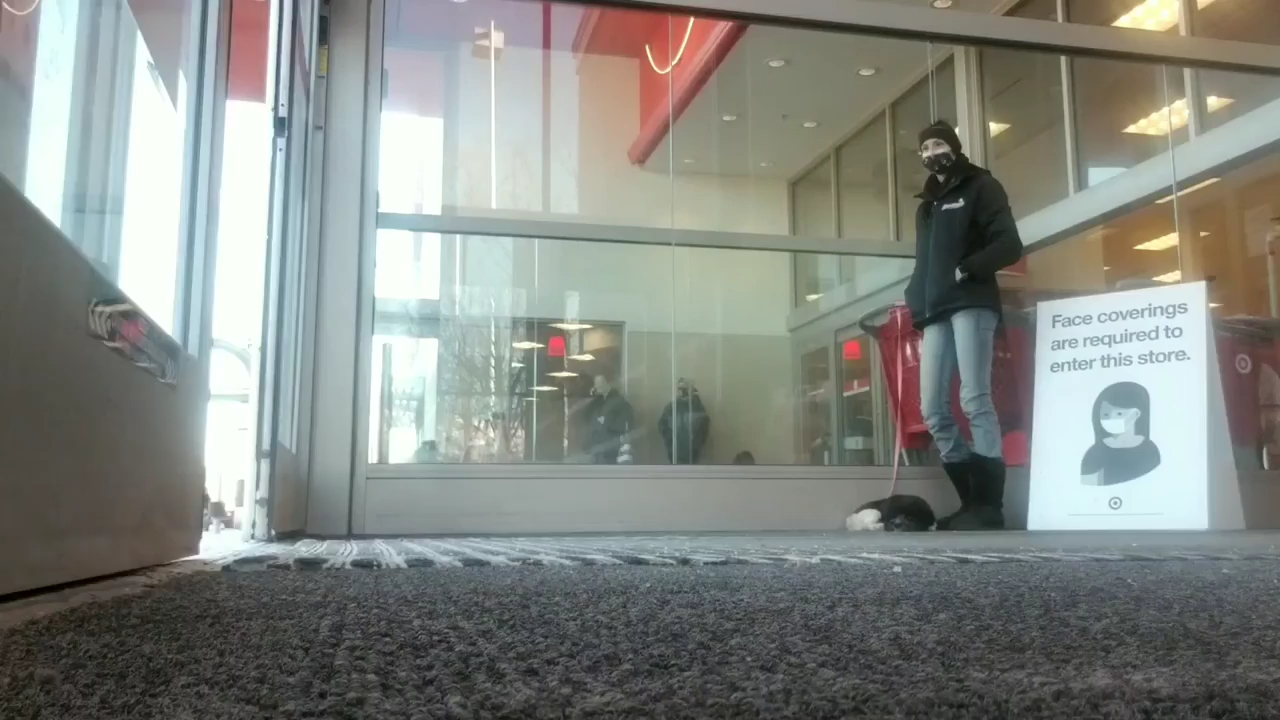 Face coverings
are required to
enter this store.